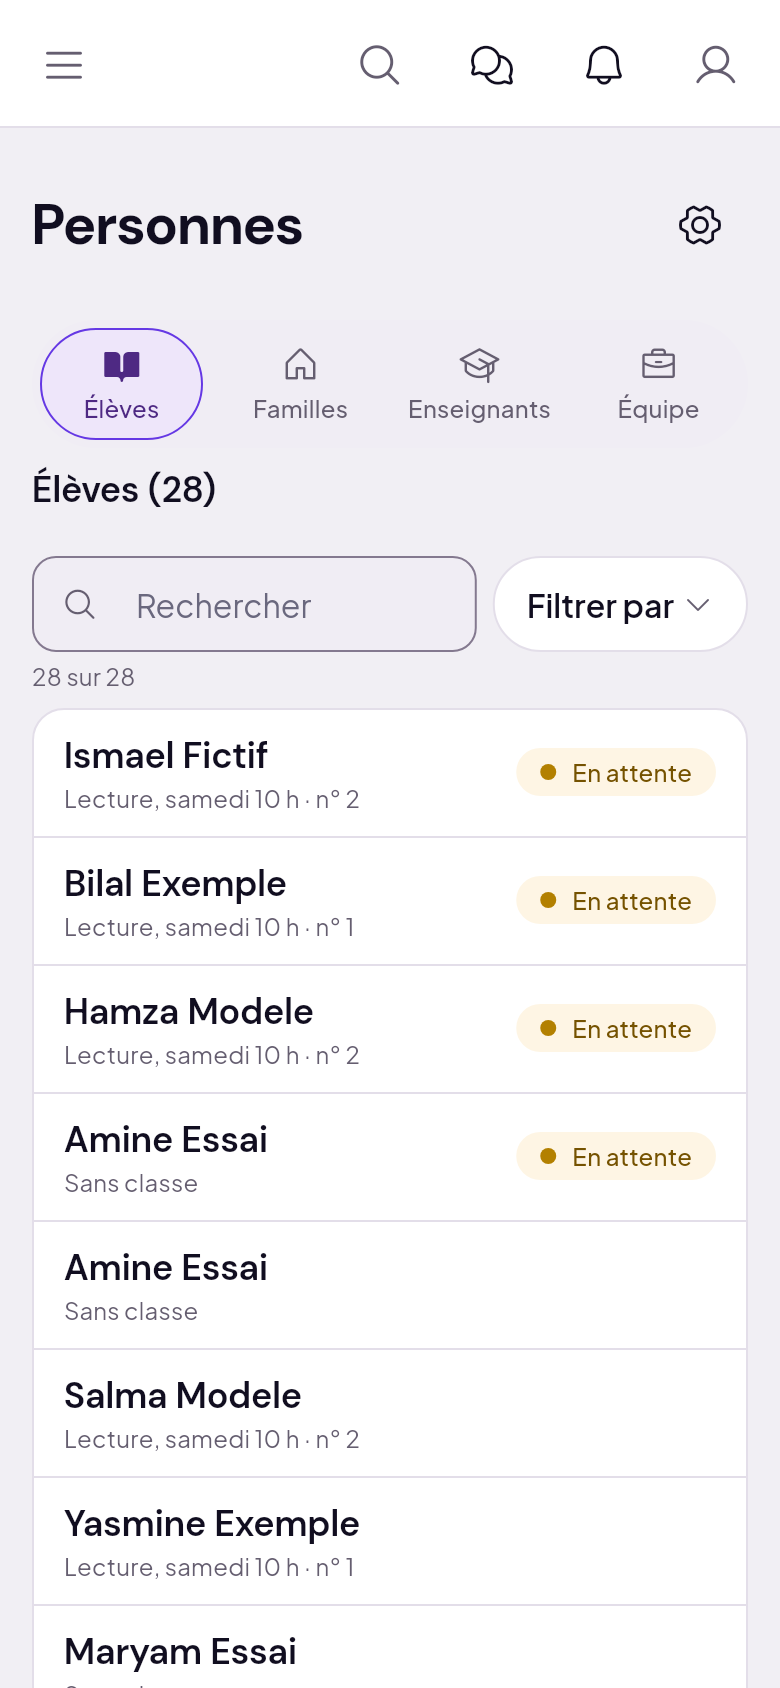 Personnes
Élèves
Familles
Enseignants
Équipe
Élèves (28)
Rechercher
Filtrer par
28 sur 28
Ismael Fictif
Lecture, samedi 10 h · n° 2
En attente
Bilal Exemple
Lecture, samedi 10 h · n° 1
En attente
Hamza Modele
Lecture, samedi 10 h · n° 2
En attente
Amine Essai
Sans classe
En attente
Amine Essai
Sans classe
Salma Modele
Lecture, samedi 10 h · n° 2
Yasmine Exemple
Lecture, samedi 10 h · n° 1
Maryam Essai